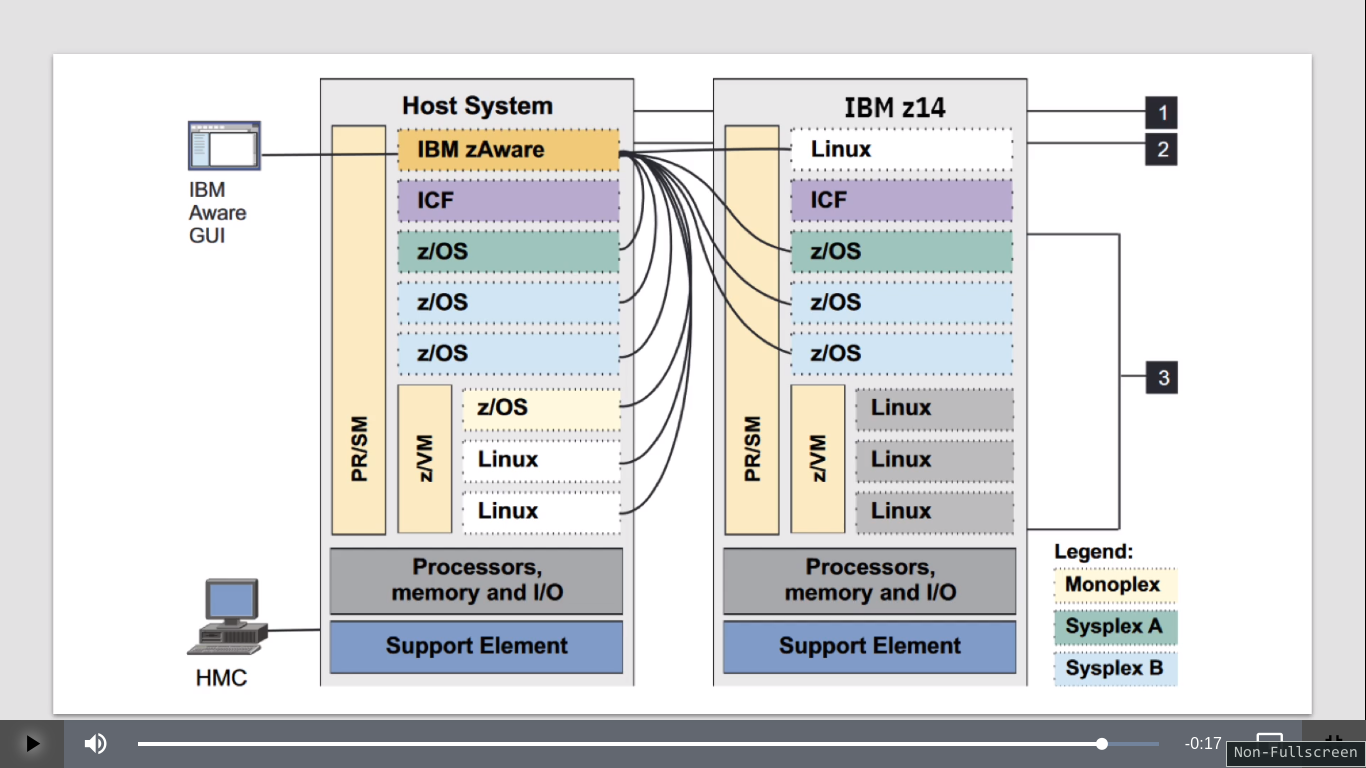 Host System
IBM z14
1
IBM zAware
Linux
2
IBM
Aware
GUI
ICF
ICF
z/OS
z/OS
z/OS
z/OS
z/OS
z/OS
3
PR/SM
z/VM
z/OS
Linux
Linux
PR/SM
z/VM
Linux
Linux
Linux
Processors,
memory and I/O
Processors,
memory and I/O
Support Element
Support Element
HMC
Legend:
Monoplex
Sysplex A
Sysplex B
-0:17
Non-Fullscreen